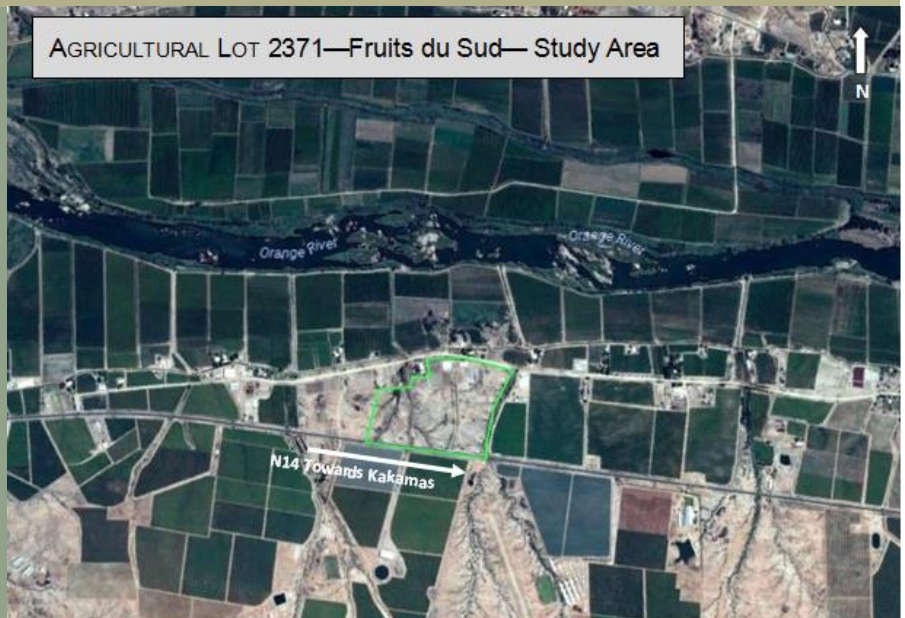 AGRICULTURAL LOT 2371—Fruits du Sud— Study Area
N
Orange River
Orange River
N14 Towards Kakamas